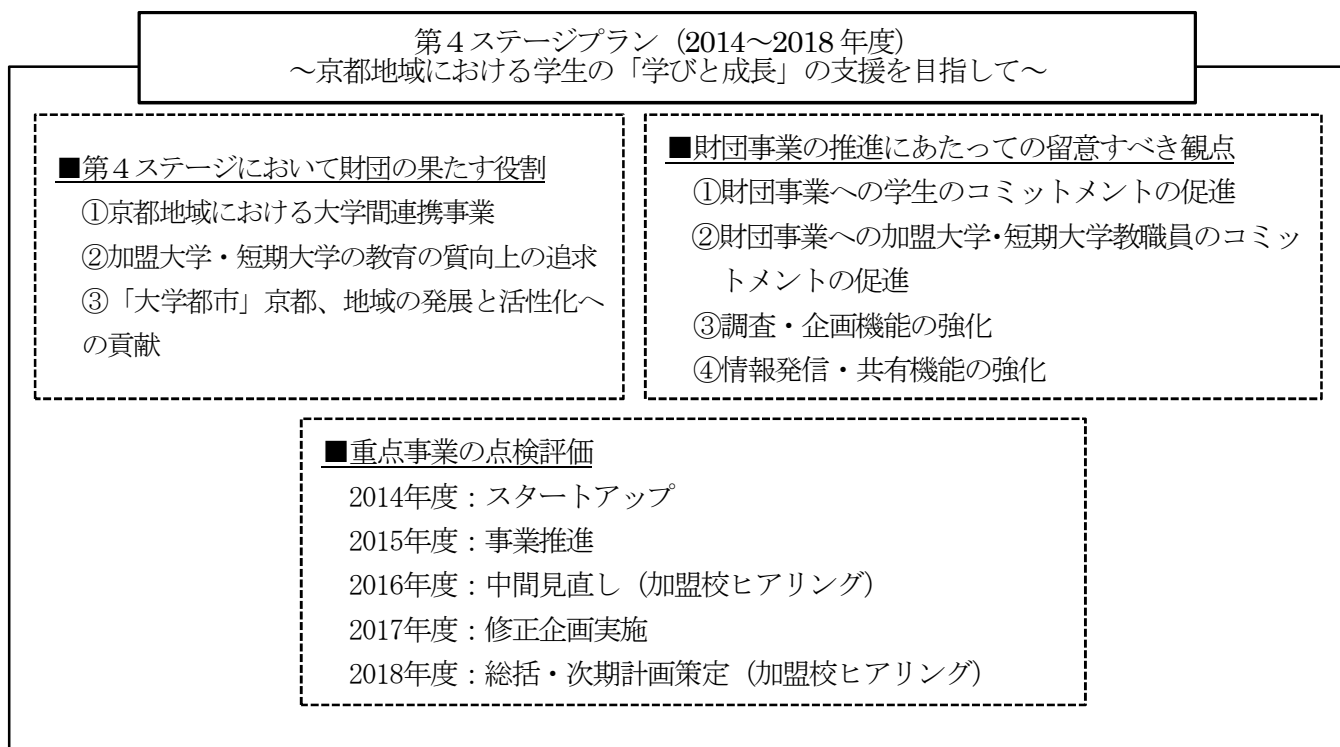 第４ステージプラン（2014～2018 年度）
～京都地域における学生の「学びと成長」の支援を目指して～
■第４ステージにおいて財団の果たす役割
①京都地域における大学間連携事業
②加盟大学・短期大学の教育の質向上の追求
③「大学都市」京都、地域の発展と活性化へ
の貢献
■財団事業の推進にあたっての留意すべき観点
①財団事業への学生のコミットメントの促進
②財団事業への加盟大学・短期大学教職員のコミッ
トメントの促進
③調査・企画機能の強化
④情報発信・共有機能の強化
■重点事業の点検評価
2014年度：スタートアップ
2015年度：事業推進
2016年度：中間見直し（加盟校ヒアリング）
2017年度：修正企画実施
2018年度：総括・次期計画策定（加盟校ヒアリング）